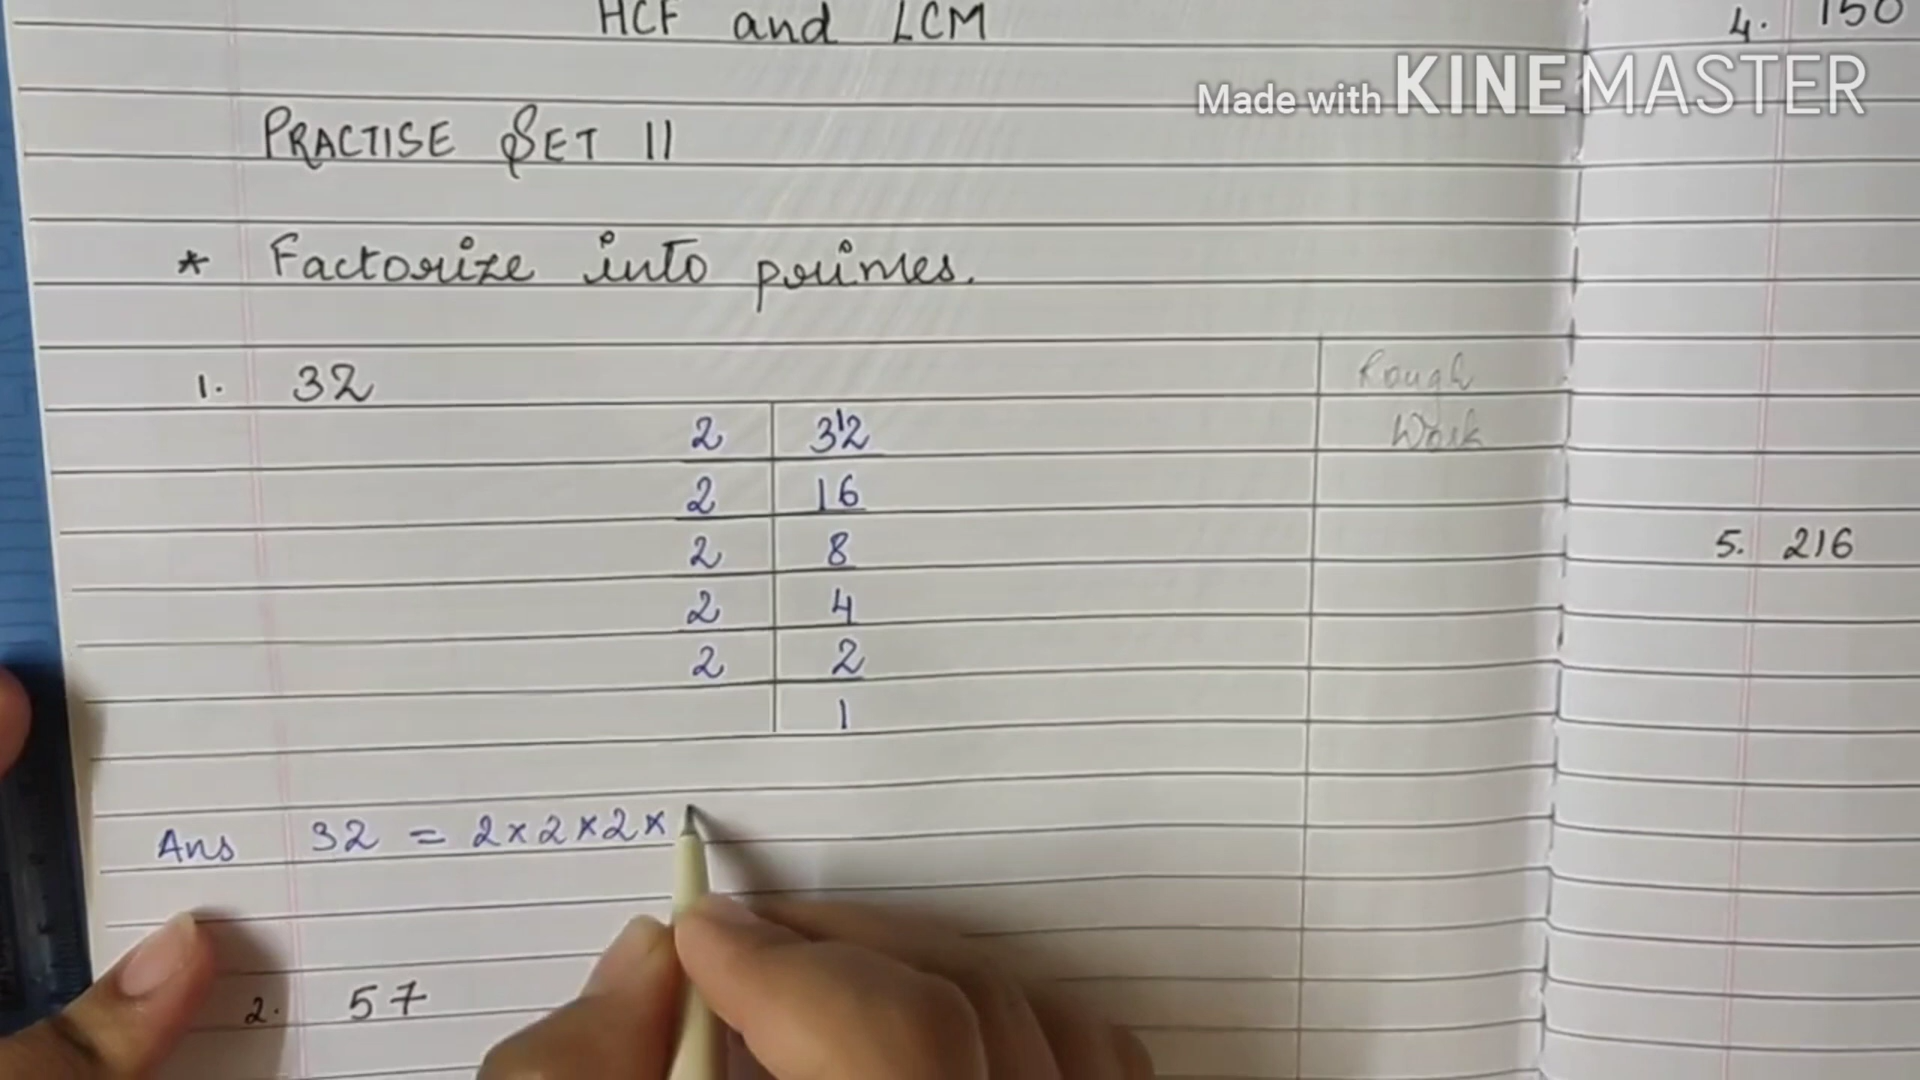 HCF and LCM
PRACTISE SET 11
* Factorize into primes.
1. 32
Rough
Work
2 | 312
2 | 16
2 | 8
2 | 4
2 | 2
1
Ans 32 = 2×2×2×
2. 57
4. 150
5. 216
Made with KINEMASTER